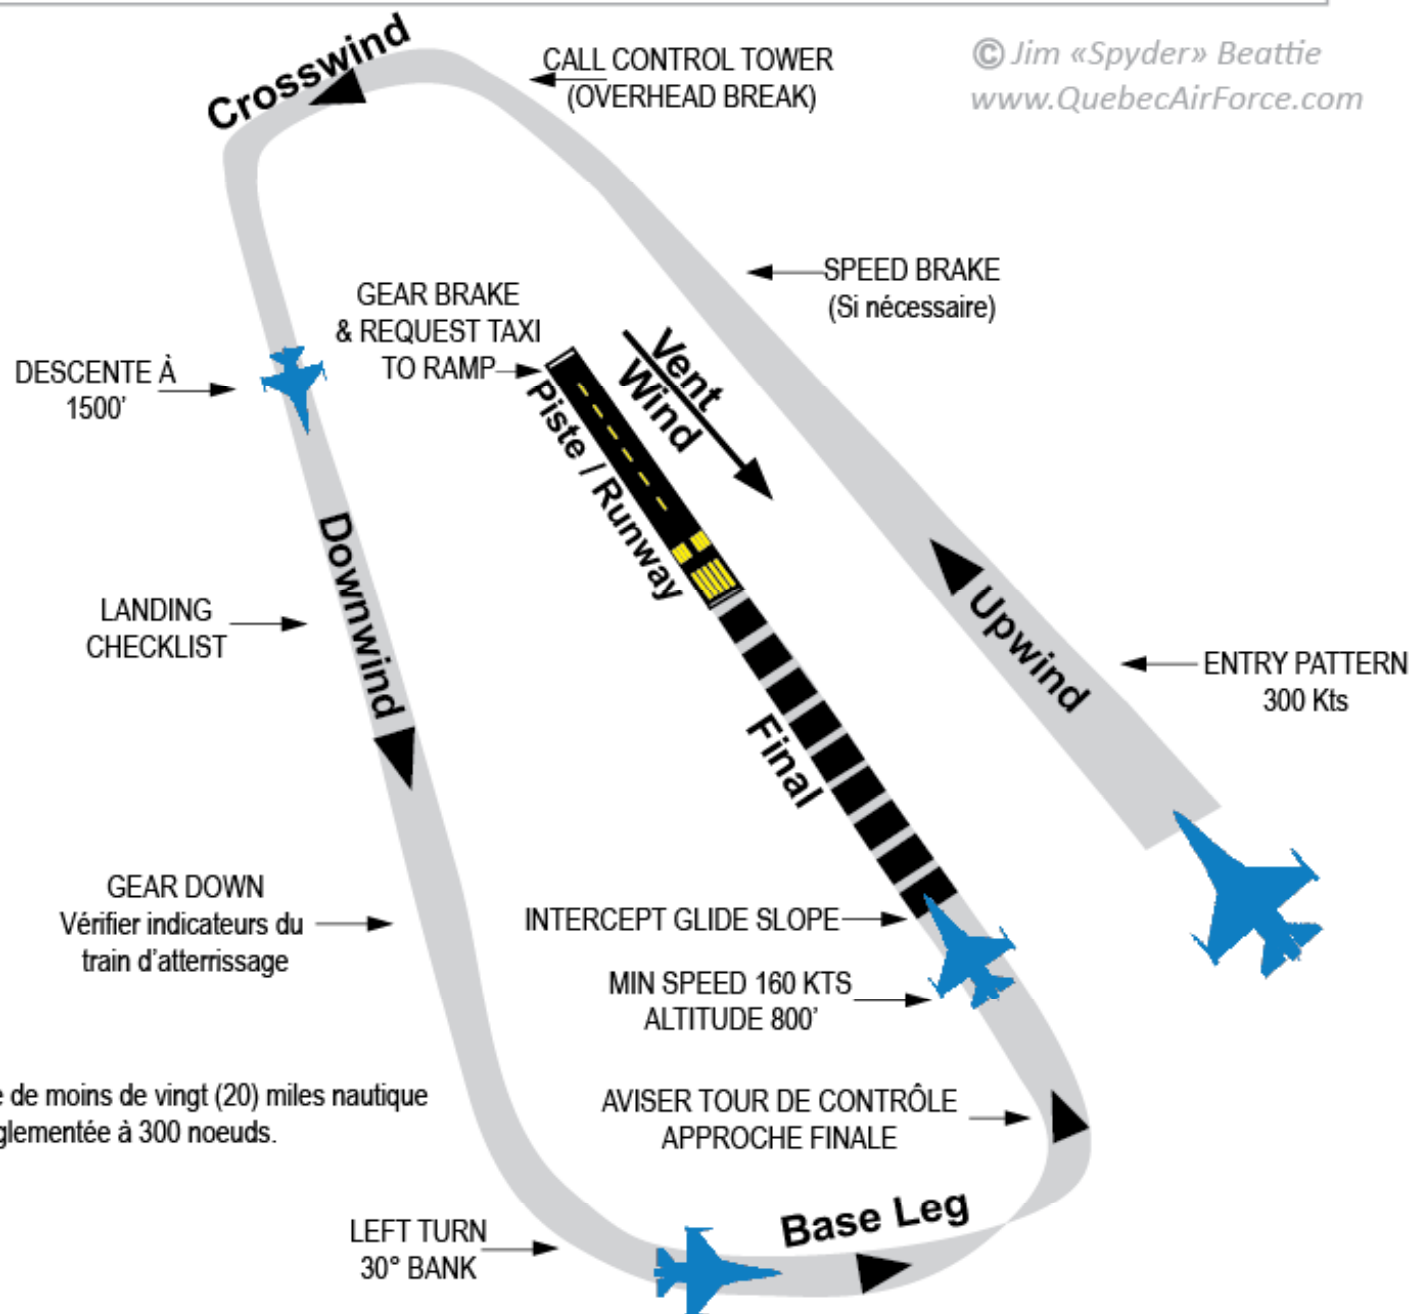 © Jim «Spyder» Beattie
www.QuebecAirForce.com
Crosswind
CALL CONTROL TOWER
(OVERHEAD BREAK)
SPEED BRAKE
(Si nécessaire)
GEAR BRAKE
& REQUEST TAXI
TO RAMP
Vent
Wind
DESCENTE À
1500'
Piste / Runway
Downwind
LANDING
CHECKLIST
Upwind
ENTRY PATTERN
300 Kts
Final
GEAR DOWN
Vérifier indicateurs du
train d'atterrissage
INTERCEPT GLIDE SLOPE
MIN SPEED 160 KTS
ALTITUDE 800'
de moins de vingt (20) miles nautique
glementée à 300 noeuds.
AVISER TOUR DE CONTRÔLE
APPROCHE FINALE
LEFT TURN
30° BANK
Base Leg